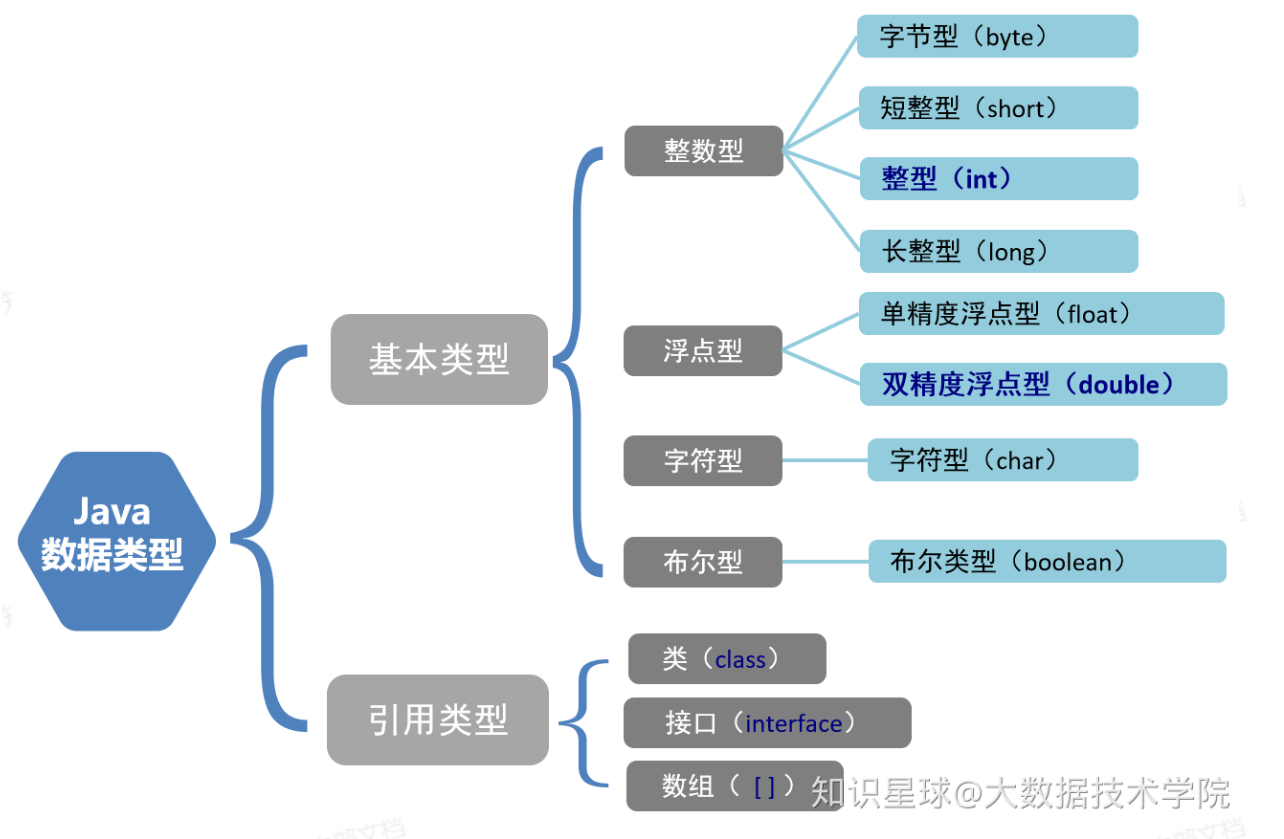 Java
数据类型
基本类型
整数型
字节型（byte）
短整型（short）
整型（int）
长整型（long）
浮点型
单精度浮点型（float）
双精度浮点型（double）
字符型
字符型（char）
布尔型
布尔类型（boolean）
引用类型
类（class）
接口（interface）
数组（ [ ] ）
知识星球@大数据技术学院